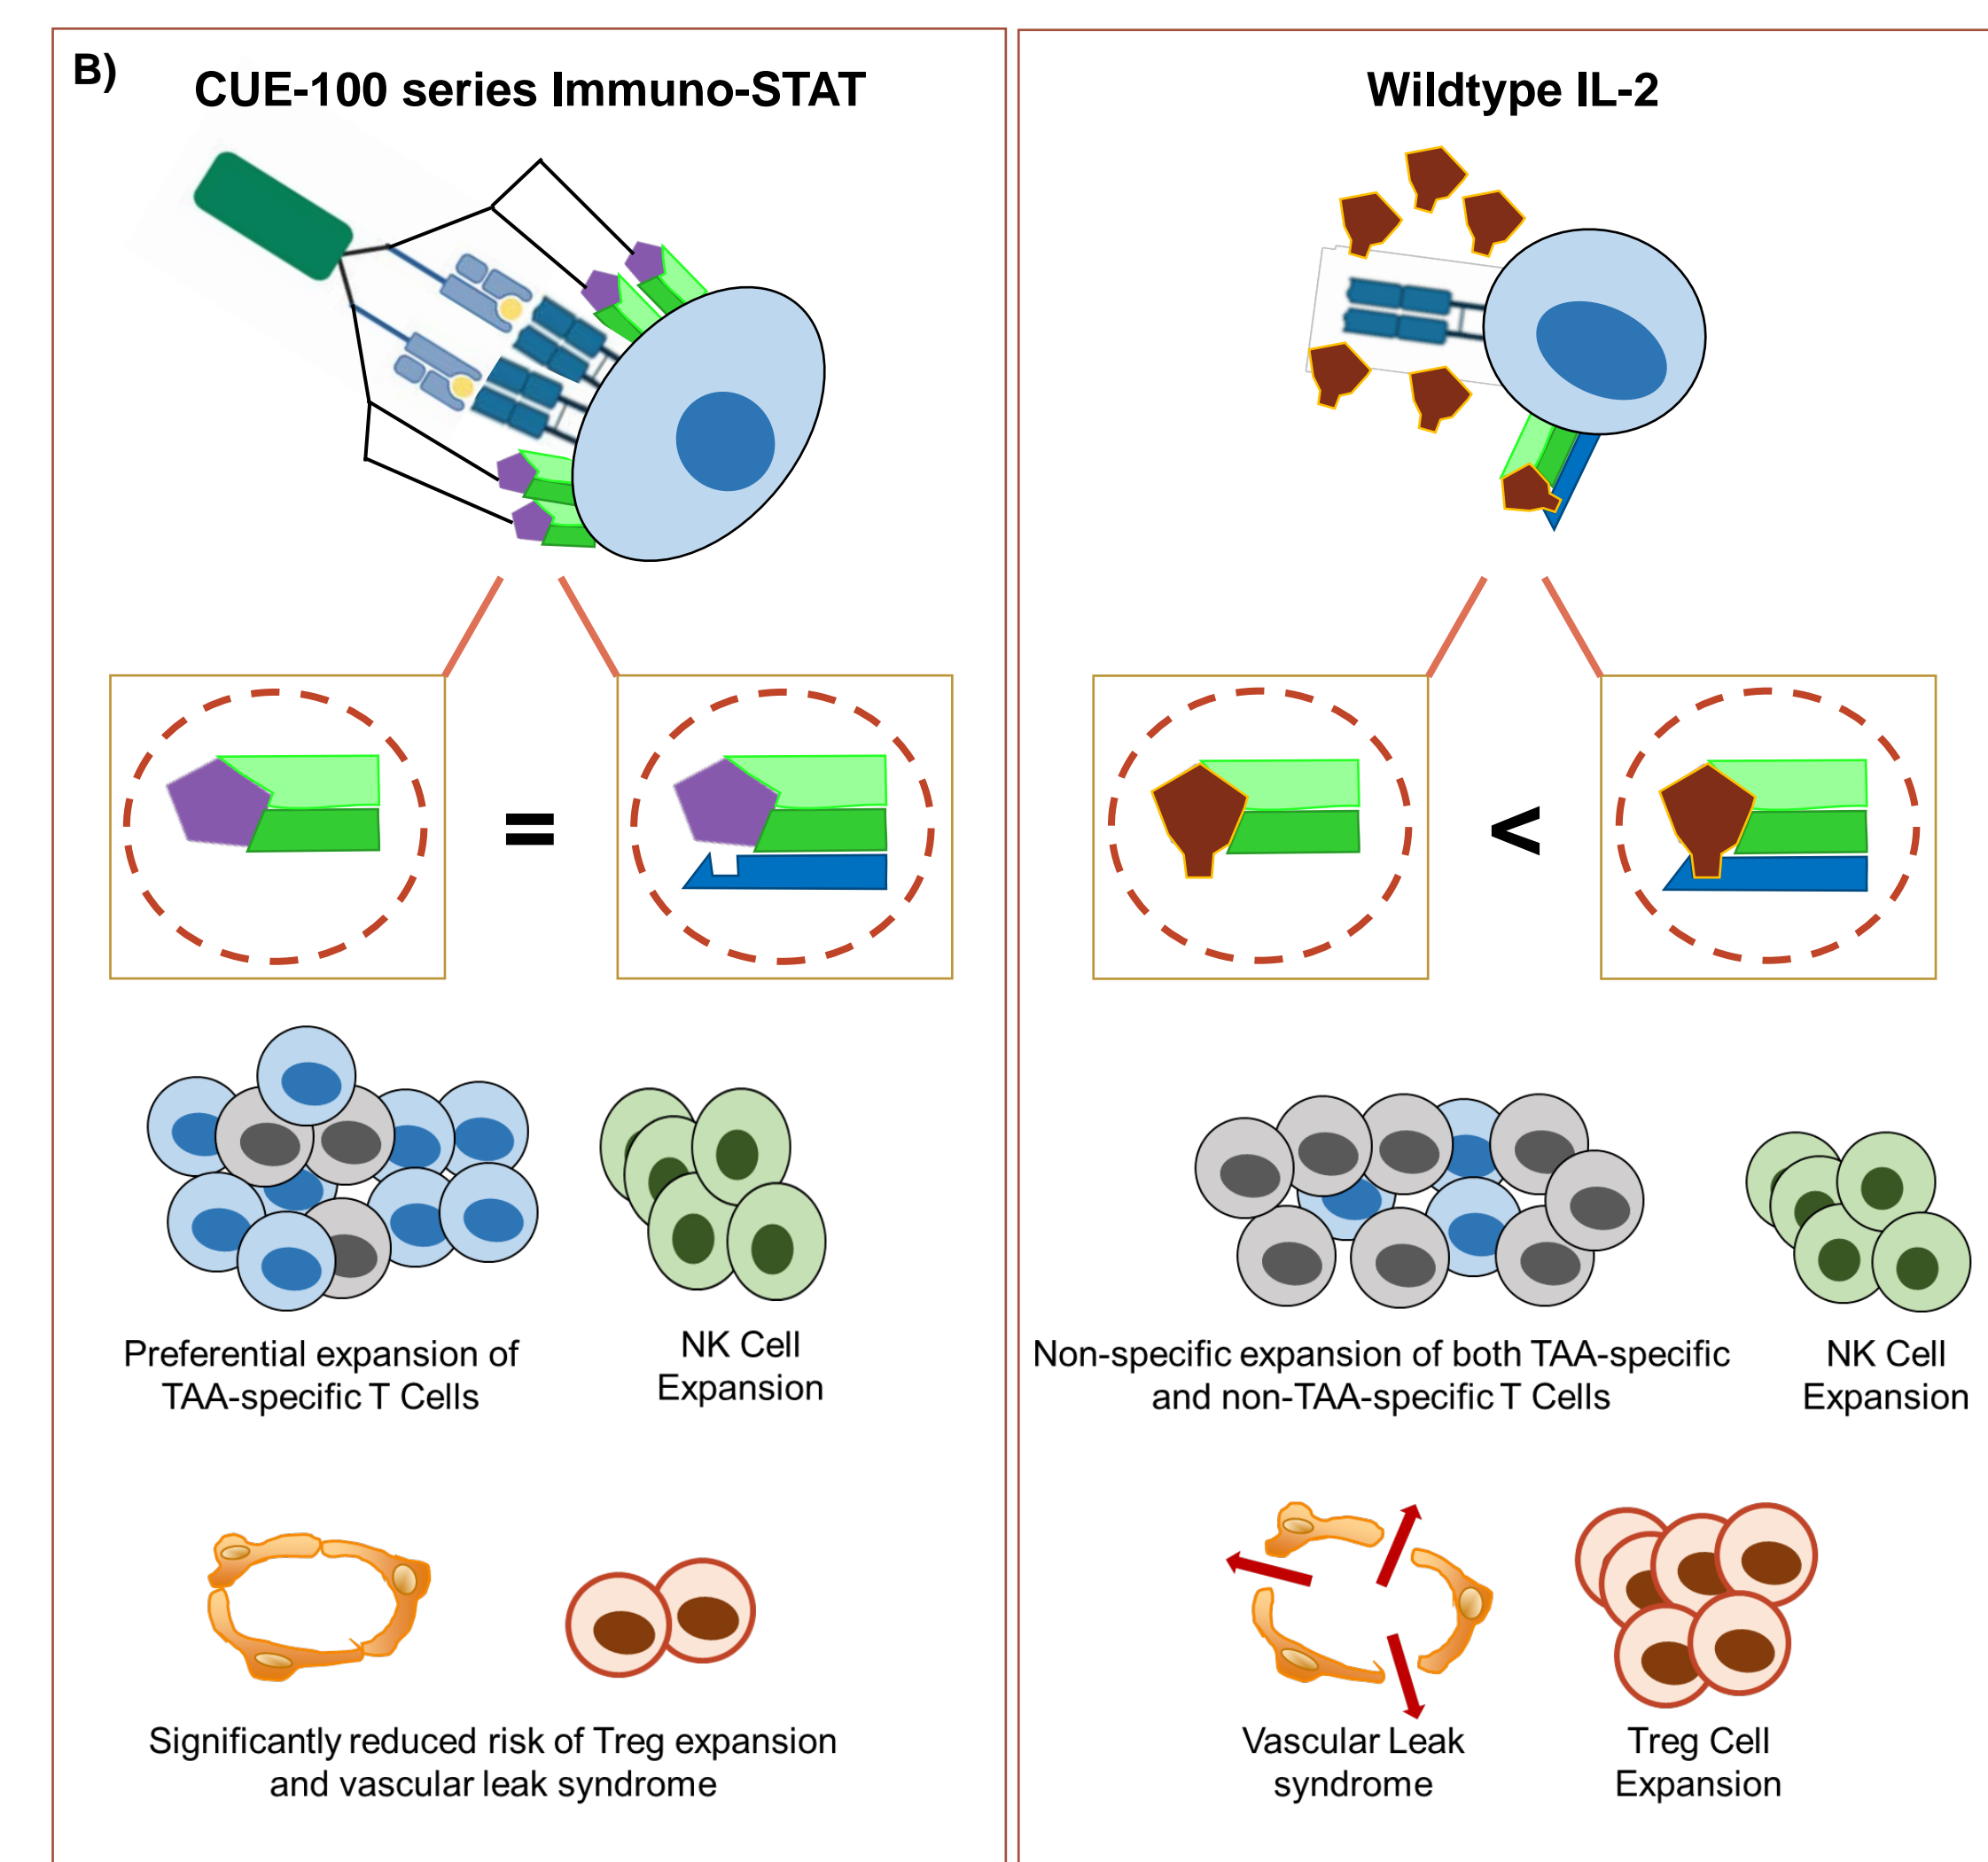 B)
CUE-100 series Immuno-STAT
=
Preferential expansion of
TAA-specific T Cells
NK Cell
Expansion
Significantly reduced risk of Treg expansion
and vascular leak syndrome
Wildtype IL-2
<
Non-specific expansion of both TAA-specific
and non-TAA-specific T Cells
NK Cell
Expansion
Vascular Leak
syndrome
Treg Cell
Expansion